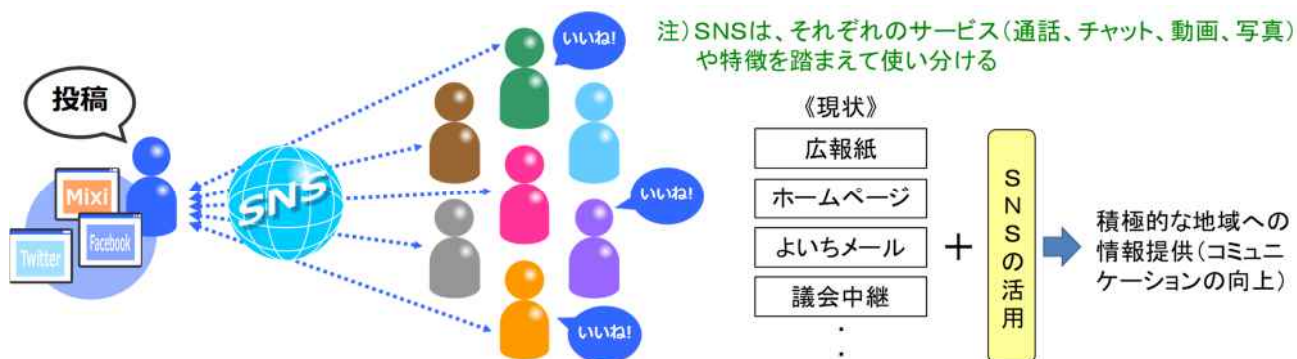 投稿
Mixi
Twitter
Facebook
SNS
いいね!
いいね!
いいね!
注)SNSは、それぞれのサービス(通話、チャット、動画、写真)
や特徴を踏まえて使い分ける
《現状》
広報紙
ホームページ
よいちメール
議会中継
・
・
+
SNSの活用
積極的な地域への
情報提供(コミュニ
ケーションの向上)